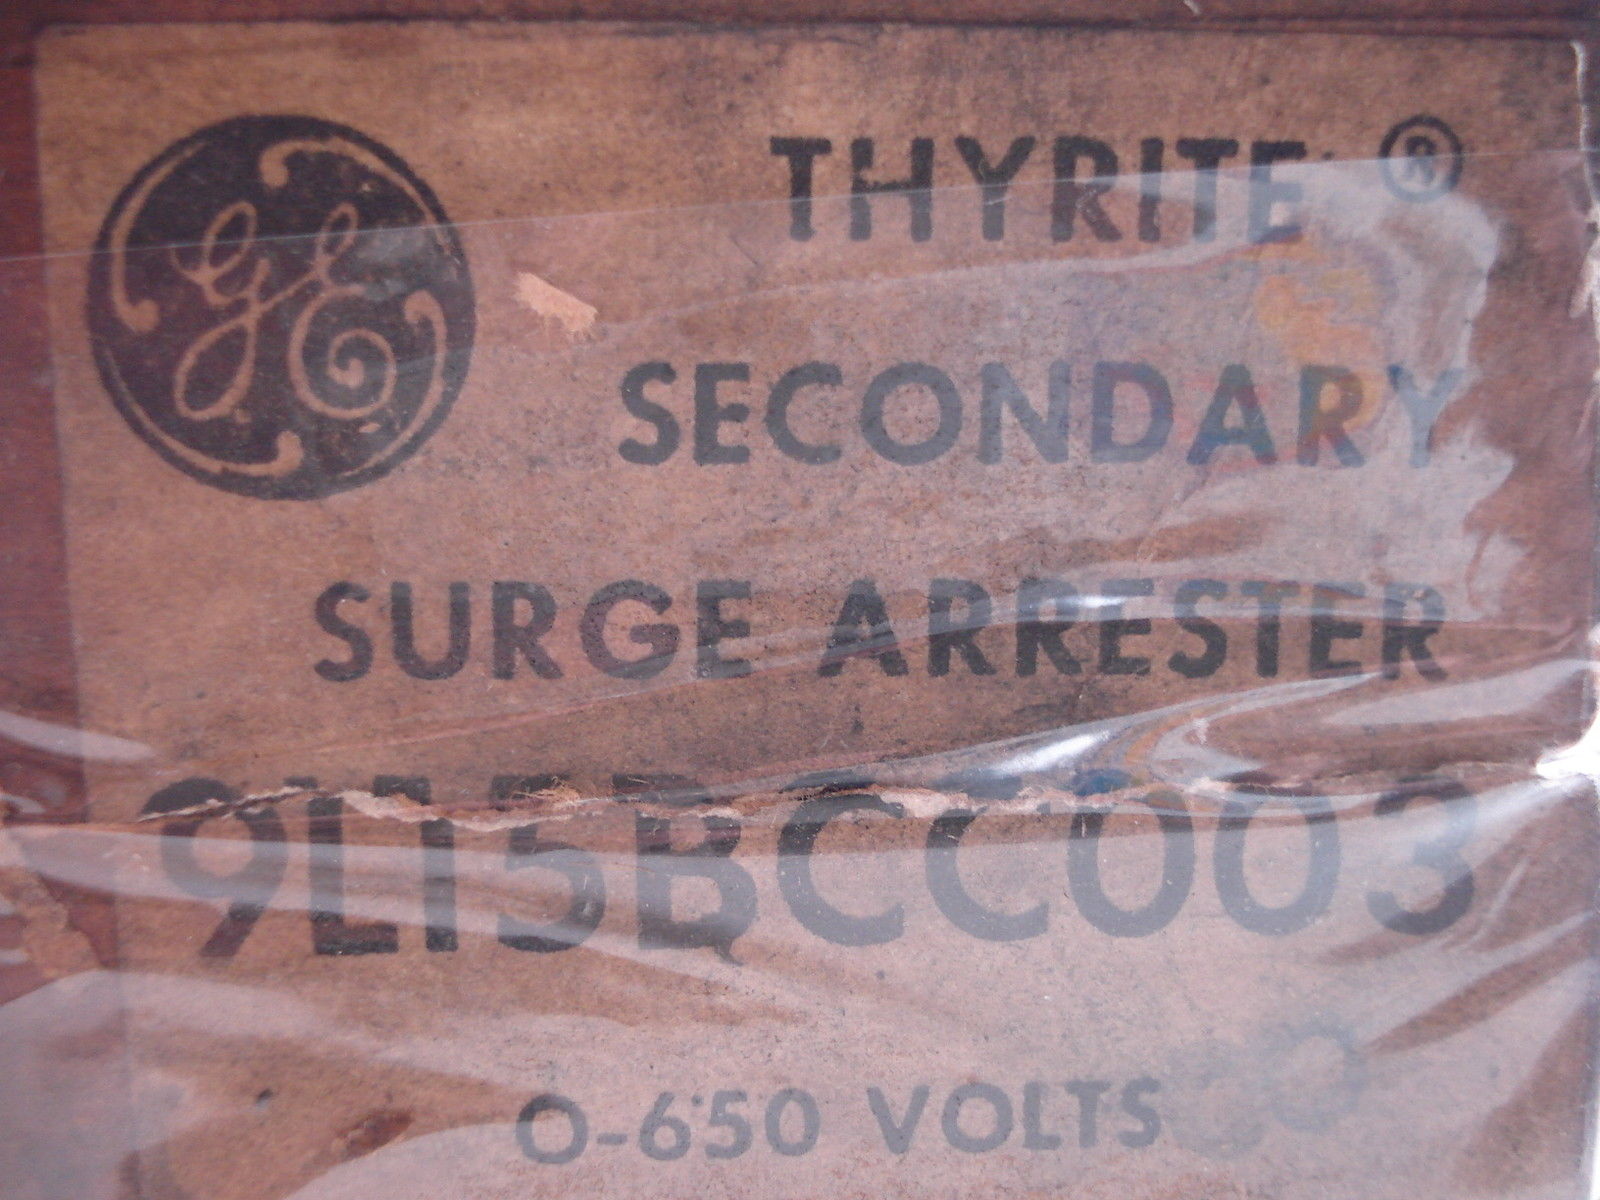 GE
THYRITE ®
SECONDARY
SURGE ARRESTER
9L15BCC003
0-650 VOLTS